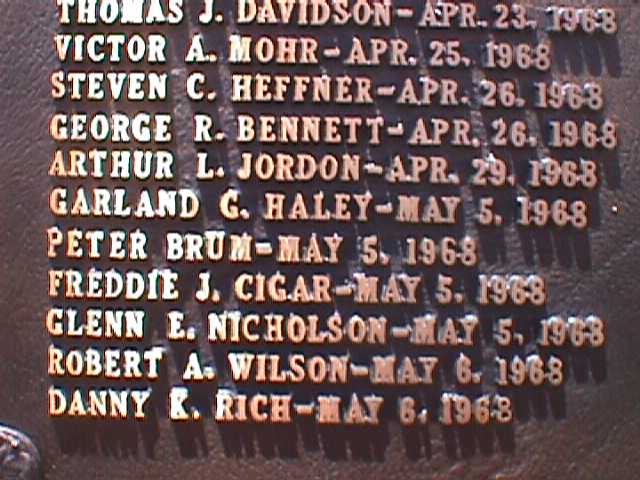 THOMAS J. DAVIDSON-APR. 23. 1968
VICTOR A. MOHR-APR. 25. 1968
STEVEN C. HEFFNER-APR. 26. 1968
GEORGE R. BENNETT-APR. 26, 1968
ARTHUR L. JORDON-APR. 29, 1968
GARLAND G. HALEY-MAY 5, 1968
PETER BRUM-MAY 5, 1968
FREDDIE J. CIGAR-MAY 5, 1968
GLENN E. NICHOLSON-MAY 5, 1968
ROBERT A. WILSON-MAY 6, 1968
DANNY K. RICH-MAY 6, 1968